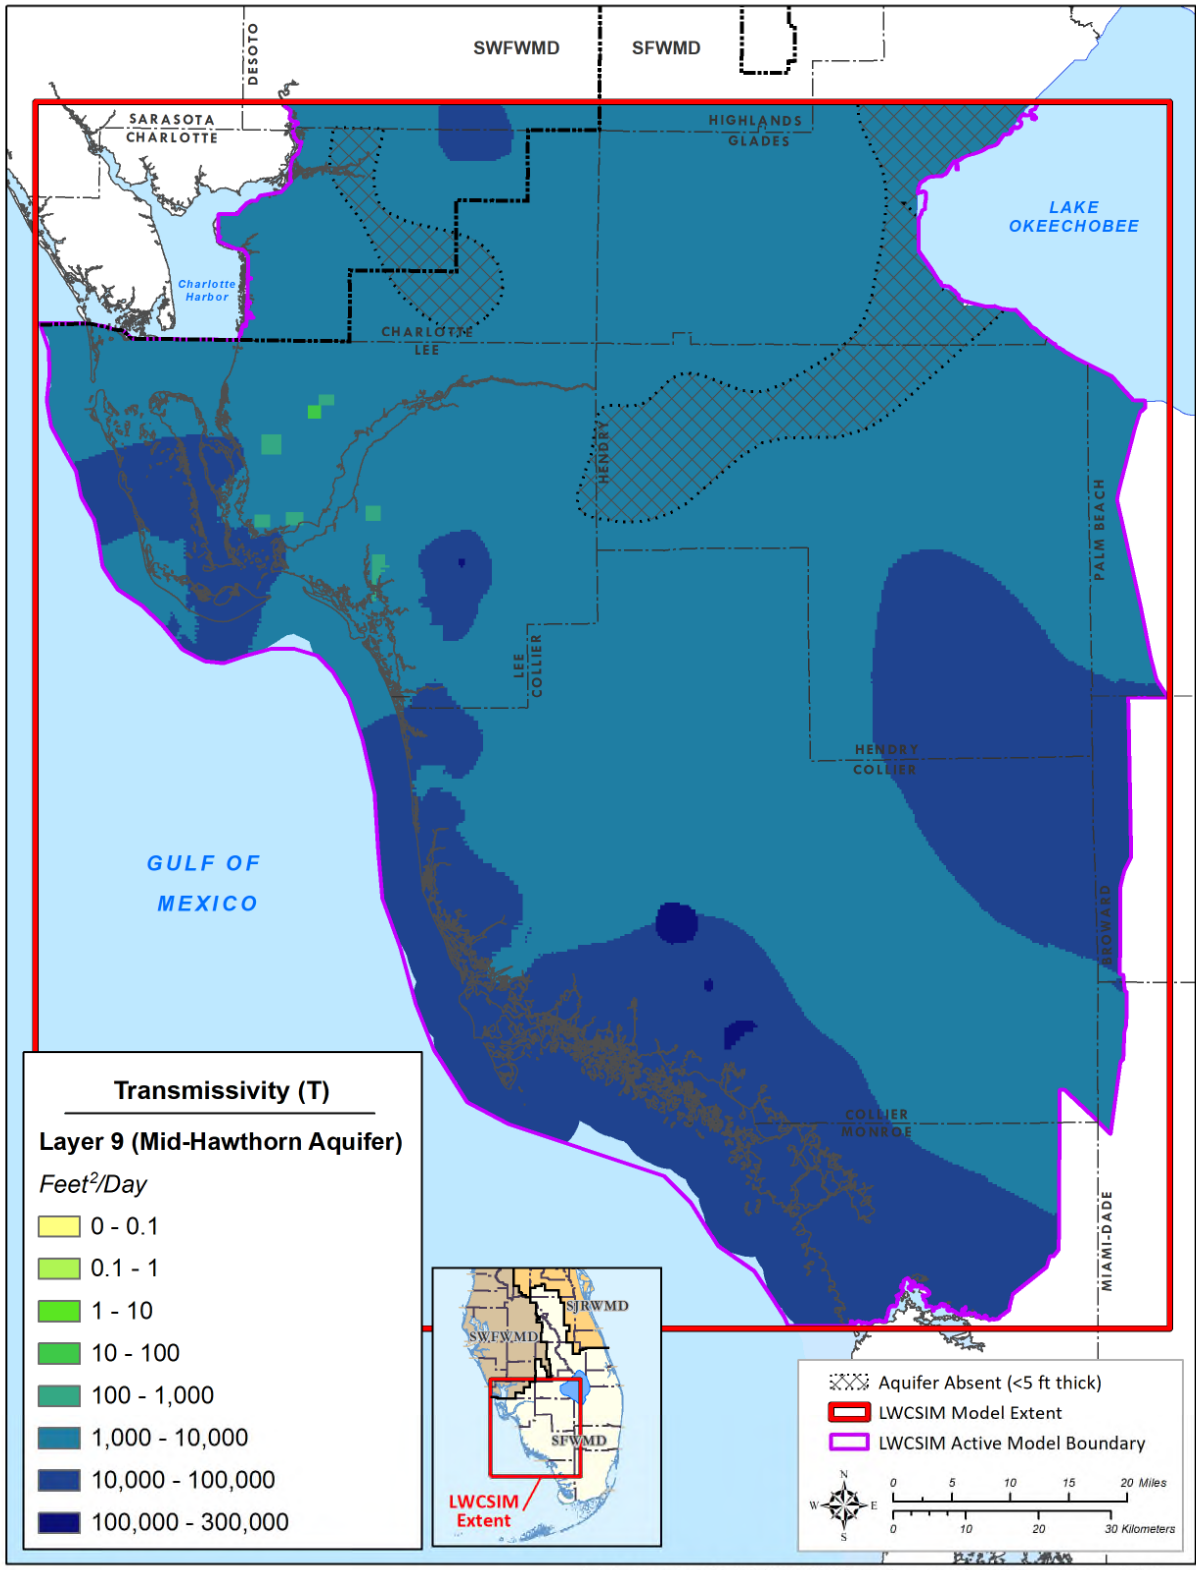 DESOTO
SWFWMD
SFWMD
SARASOTA
CHARLOTTE
HIGHLANDS
GLADES
LAKE
OKEECHOBEE
Charlotte
Harbor
CHARLOTTE
LEE
HENDRY
PALM BEACH
LEE
COLLIER
HENDRY
COLLIER
GULF OF
MEXICO
BROWARD
COLLIER
MONROE
MIAMI-DADE
Transmissivity (T)
Layer 9 (Mid-Hawthorn Aquifer)
Feet²/Day
0 - 0.1
0.1 - 1
1 - 10
10 - 100
100 - 1,000
1,000 - 10,000
10,000 - 100,000
100,000 - 300,000
SJRWMD
SWFWMD
SFWMD
LWCSIM
Extent
Aquifer Absent (<5 ft thick)
LWCSIM Model Extent
LWCSIM Active Model Boundary
N
W E
S
0 5 10 15 20 Miles
0 10 20 30 Kilometers